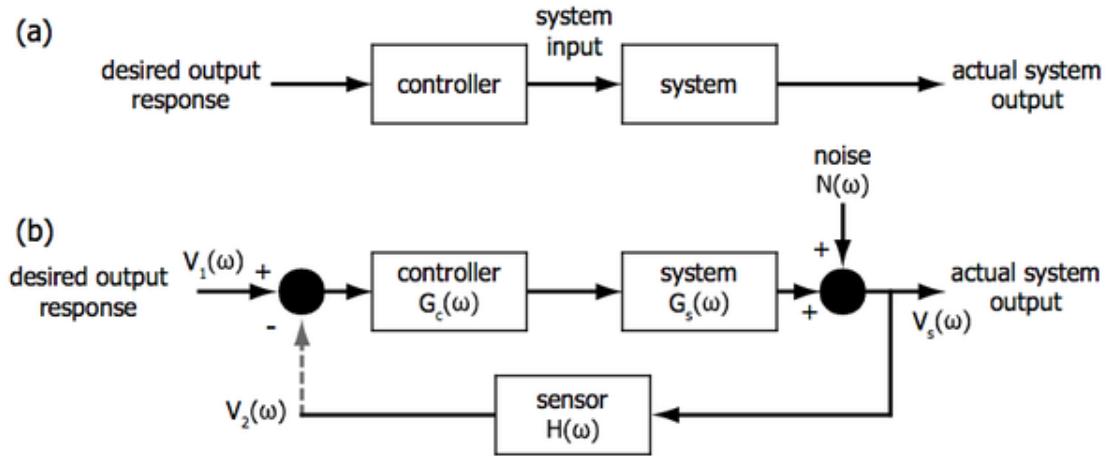 (a)
desired output
response
controller
system
input
system
actual system
output
noise
N(ω)
(b)
desired output
response
V₁(ω)
+
-
controller
G꜀(ω)
system
Gₛ(ω)
+
+
actual system
output
Vₛ(ω)
V₂(ω)
sensor
H(ω)